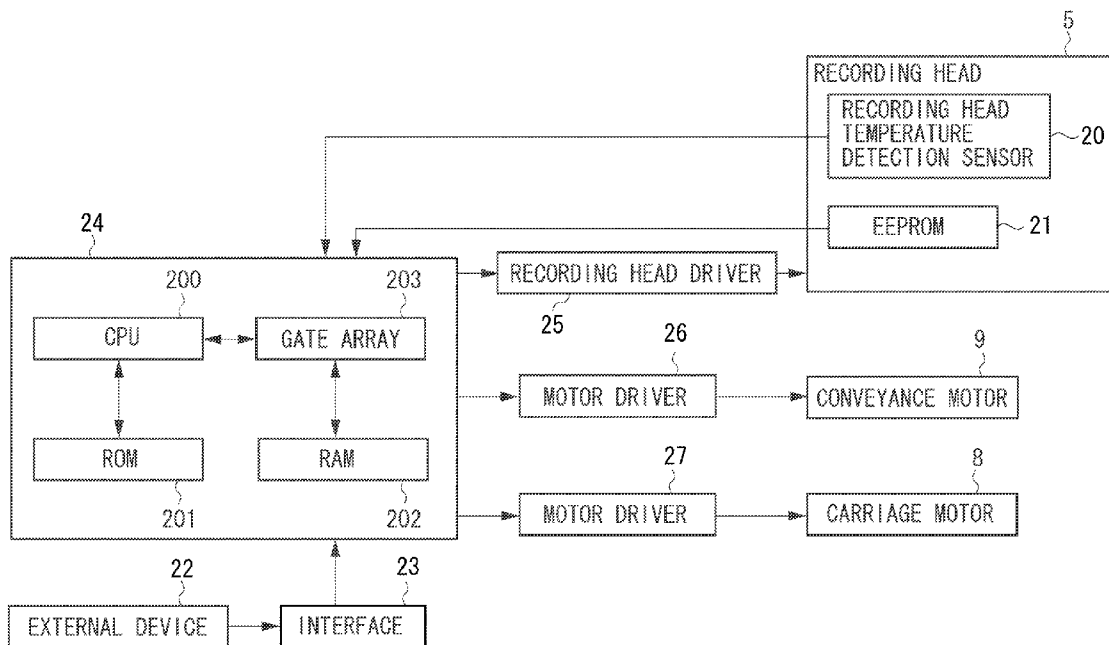 5
RECORDING HEAD
RECORDING HEAD
TEMPERATURE
DETECTION SENSOR
20
EEPROM
21
24
RECORDING HEAD DRIVER
25
200
203
CPU
GATE ARRAY
26
9
MOTOR DRIVER
CONVEYANCE MOTOR
ROM
RAM
201
202
27
8
MOTOR DRIVER
CARRIAGE MOTOR
22
23
EXTERNAL DEVICE
INTERFACE